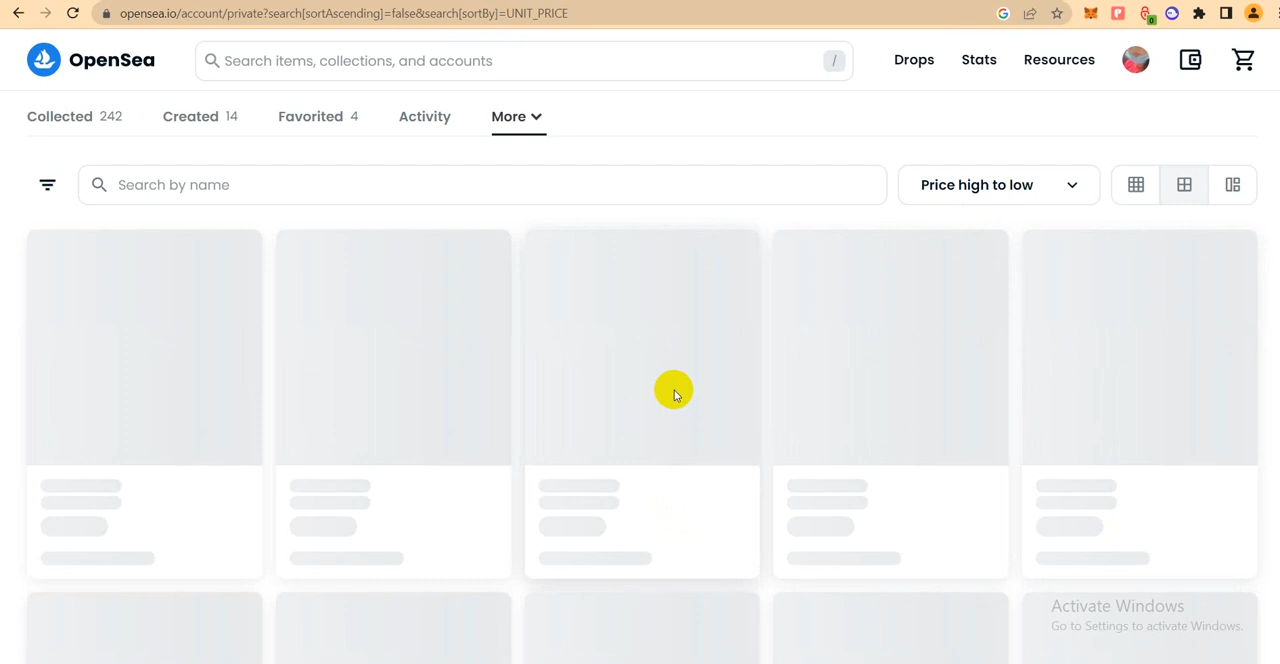 opensea.io/account/private?search[sortAscending]=false&search[sortBy]=UNIT_PRICE
0
OpenSea
Search items, collections, and accounts
/
Drops
Stats
Resources
Collected 242
Created 14
Favorited 4
Activity
More
Search by name
Price high to low
Activate Windows
Go to Settings to activate Windows.